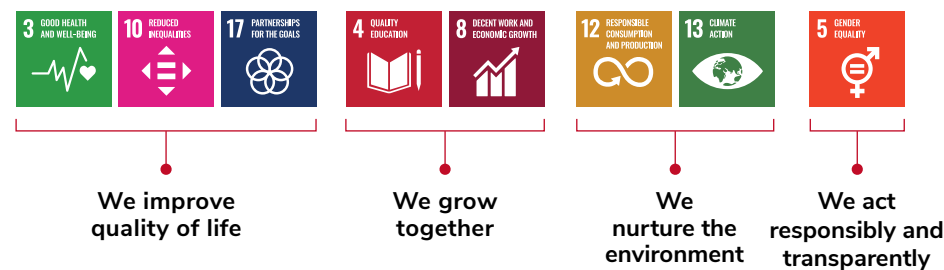 3 GOOD HEALTH
AND WELL-BEING
10 REDUCED
INEQUALITIES
17 PARTNERSHIPS
FOR THE GOALS
4 QUALITY
EDUCATION
8 DECENT WORK AND
ECONOMIC GROWTH
12 RESPONSIBLE
CONSUMPTION
AND PRODUCTION
13 CLIMATE
ACTION
5 GENDER
EQUALITY
We improve
quality of life
We grow
together
We
nurture the
environment
We act
responsibly and
transparently